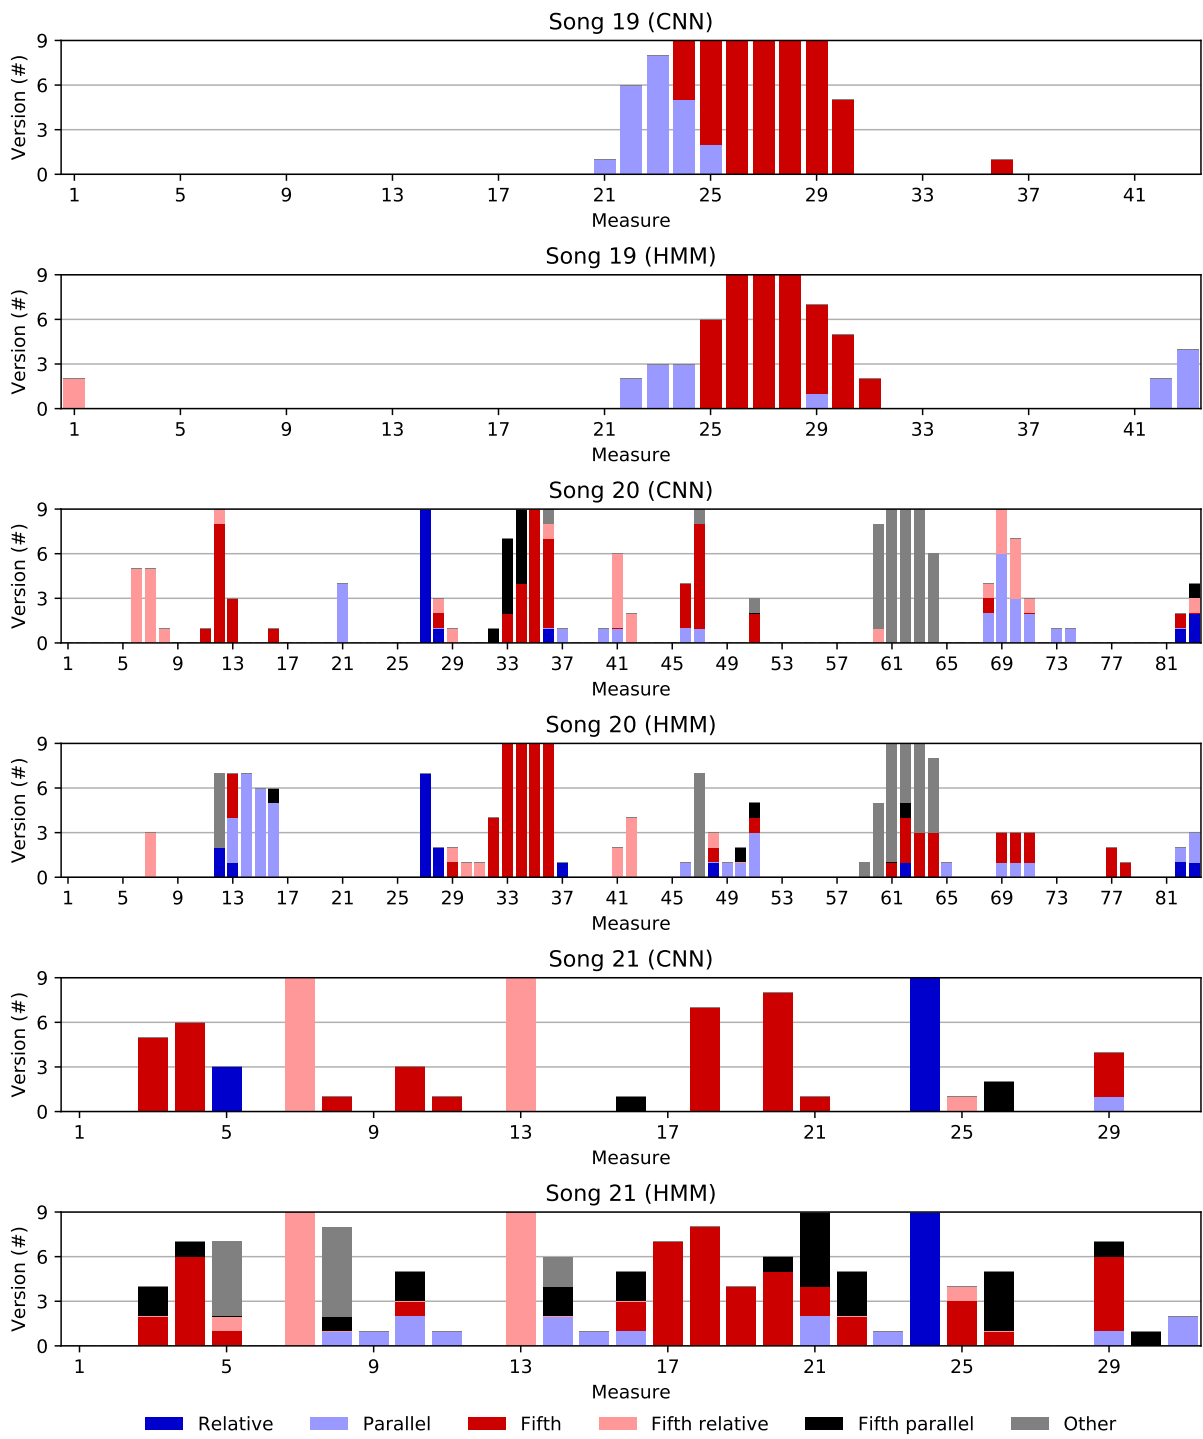 Song 19 (CNN)
Version (#)
9
6
3
0
1 5 9 13 17 21 25 29 33 37 41
Measure
Song 19 (HMM)
Version (#)
9
6
3
0
1 5 9 13 17 21 25 29 33 37 41
Measure
Song 20 (CNN)
Version (#)
9
6
3
0
1 5 9 13 17 21 25 29 33 37 41 45 49 53 57 61 65 69 73 77 81
Measure
Song 20 (HMM)
Version (#)
9
6
3
0
1 5 9 13 17 21 25 29 33 37 41 45 49 53 57 61 65 69 73 77 81
Measure
Song 21 (CNN)
Version (#)
9
6
3
0
1 5 9 13 17 21 25 29
Measure
Song 21 (HMM)
Version (#)
9
6
3
0
1 5 9 13 17 21 25 29
Measure
Relative Parallel Fifth Fifth relative Fifth parallel Other